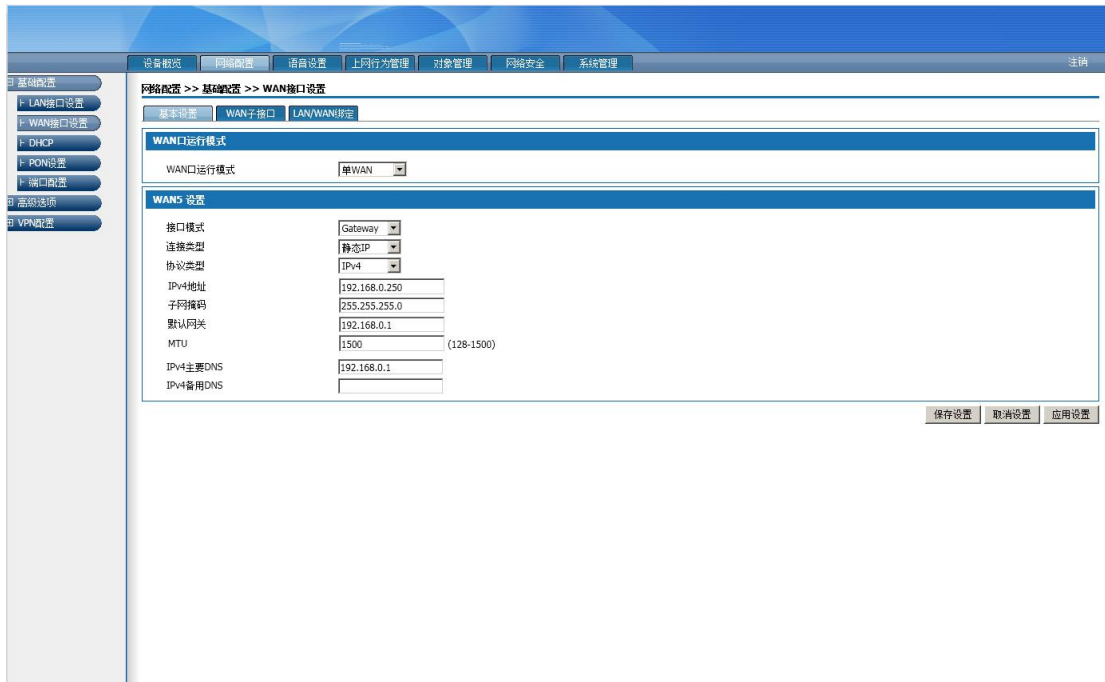 设备概览 网络配置 语音设置 上网行为管理 对象管理 网络安全 系统管理 注销
基础配置
LAN接口设置
WAN接口设置
DHCP
PON设置
端口配置
高级选项
VPN配置
网络配置 >> 基础配置 >> WAN接口设置
基本设置 WAN子接口 LAN/WAN绑定
WAN口运行模式
WAN口运行模式 单WAN
WAN5 设置
接口模式 Gateway
连接类型 静态IP
协议类型 IPv4
IPv4地址 192.168.0.250
子网掩码 255.255.255.0
默认网关 192.168.0.1
MTU 1500 (128-1500)
IPv4主要DNS 192.168.0.1
IPv4备用DNS
保存设置 取消设置 应用设置